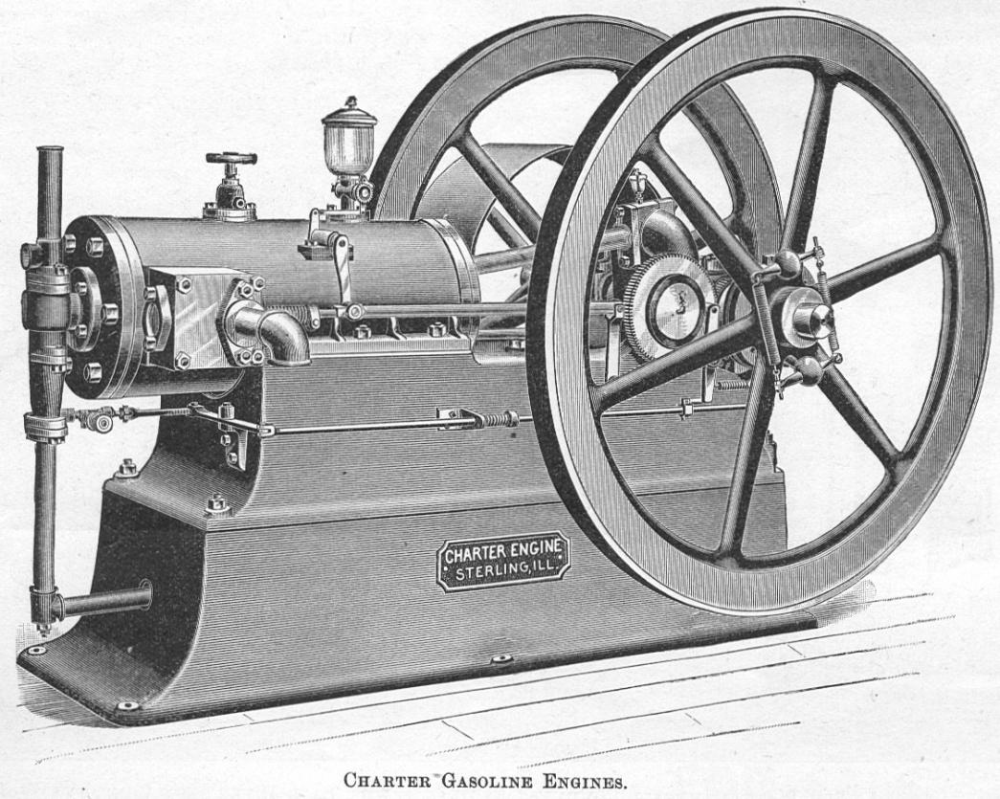 CHARTER ENGINE
STERLING, ILL.
CHARTER GASOLINE ENGINES.